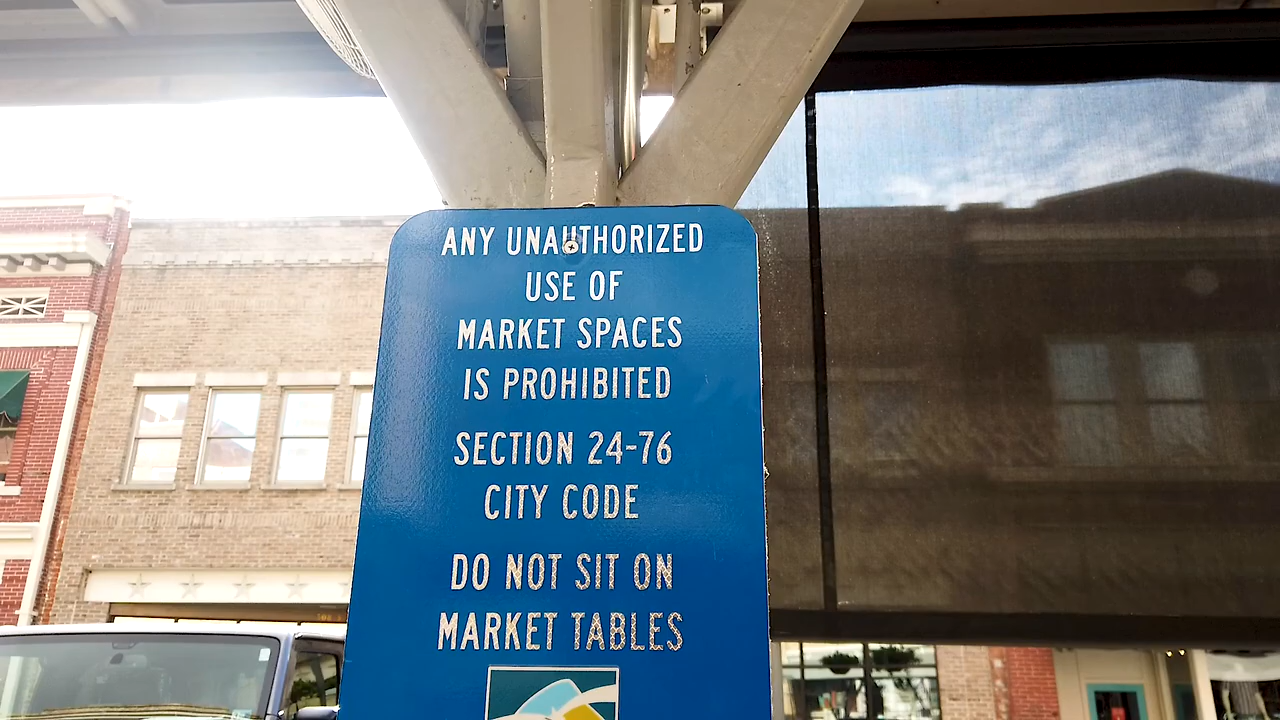 ANY UNAUTHORIZED
USE OF
MARKET SPACES
IS PROHIBITED
SECTION 24-76
CITY CODE
DO NOT SIT ON
MARKET TABLES